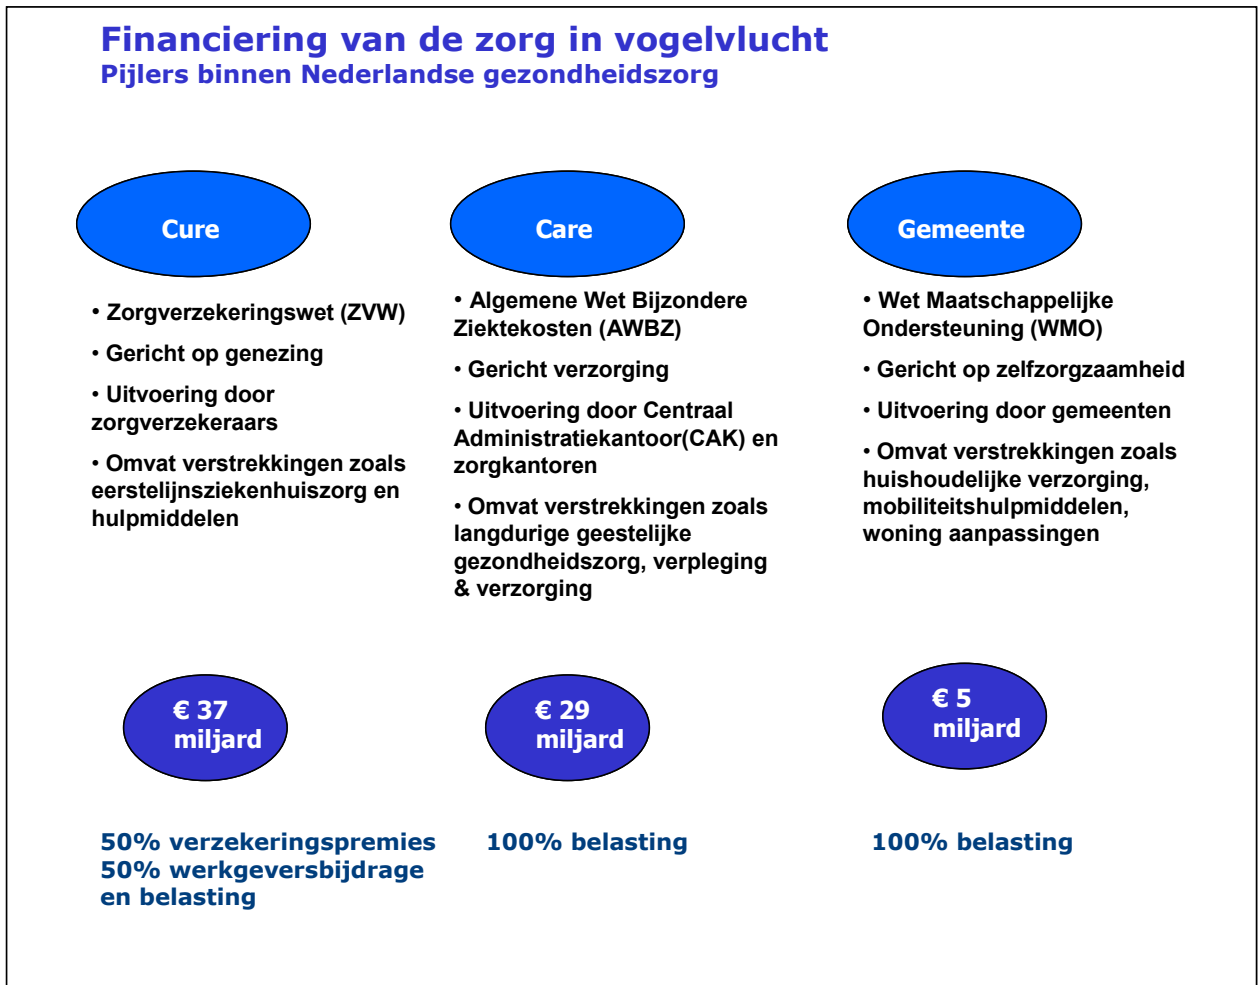 Financiering van de zorg in vogelvlucht
Pijlers binnen Nederlandse gezondheidszorg
Cure
• Zorgverzekeringswet (ZVW)
• Gericht op genezing
• Uitvoering door
zorgverzekeraars
• Omvat verstrekkingen zoals
eerstelijnsziekenhuiszorg en
hulpmiddelen
€ 37
miljard
50% verzekeringspremies
50% werkgeversbijdrage
en belasting
Care
• Algemene Wet Bijzondere
Ziektekosten (AWBZ)
• Gericht verzorging
• Uitvoering door Centraal
Administratiekantoor(CAK) en
zorgkantoren
• Omvat verstrekkingen zoals
langdurige geestelijke
gezondheidszorg, verpleging
& verzorging
€ 29
miljard
100% belasting
Gemeente
• Wet Maatschappelijke
Ondersteuning (WMO)
• Gericht op zelfzorgzaamheid
• Uitvoering door gemeenten
• Omvat verstrekkingen zoals
huishoudelijke verzorging,
mobiliteitshulpmiddelen,
woning aanpassingen
€ 5
miljard
100% belasting